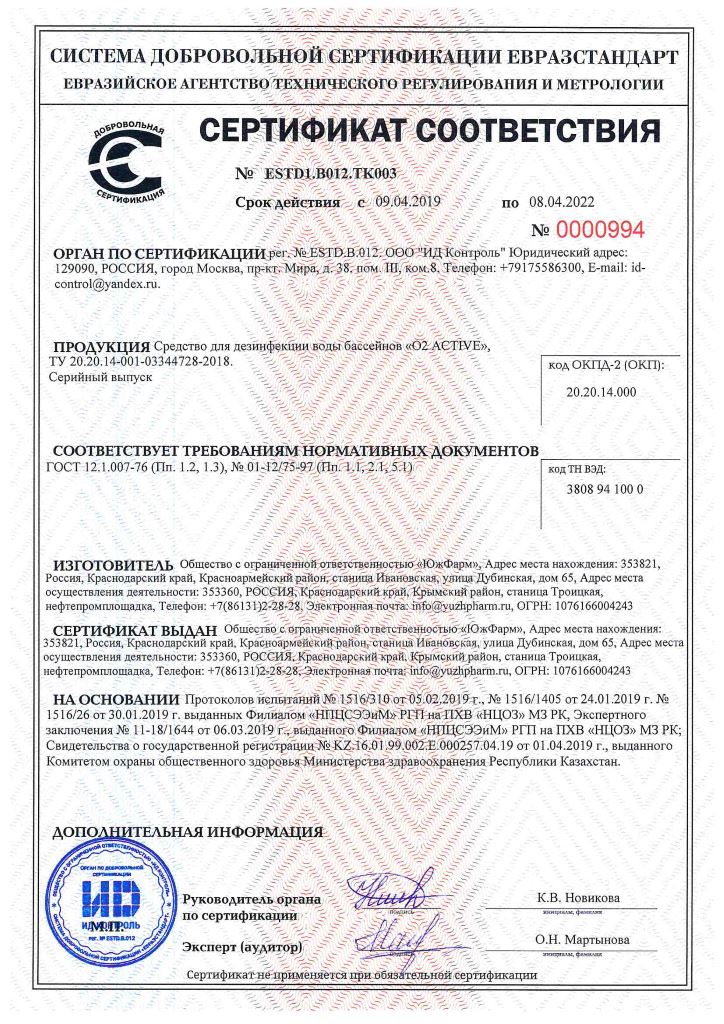 СИСТЕМА ДОБРОВОЛЬНОЙ СЕРТИФИКАЦИИ ЕВРАЗСТАНДАРТ
ЕВРАЗИЙСКОЕ АГЕНТСТВО ТЕХНИЧЕСКОГО РЕГУЛИРОВАНИЯ И МЕТРОЛОГИИ
ДОБРОВОЛЬНАЯ
СЕРТИФИКАЦИЯ
СЕРТИФИКАТ СООТВЕТСТВИЯ
№ ESTD1.B012.TK003
Срок действия с 09.04.2019 по 08.04.2022
№ 0000994
ОРГАН ПО СЕРТИФИКАЦИИ рег. № ESTD.B.012. ООО "ИД Контроль" Юридический адрес:
129090, РОССИЯ, город Москва, пр-кт. Мира, д. 38, пом. III, ком.8. Телефон: +79175586300, E-mail: id-
control@yandex.ru.
ПРОДУКЦИЯ Средство для дезинфекции воды бассейнов «O2 ACTIVE»,
ТУ 20.20.14-001-03344728-2018.
Серийный выпуск
код ОКПД-2 (ОКП):
20.20.14.000
СООТВЕТСТВУЕТ ТРЕБОВАНИЯМ НОРМАТИВНЫХ ДОКУМЕНТОВ
ГОСТ 12.1.007-76 (Пп. 1.2, 1.3), № 01-12/75-97 (Пп. 1.1, 2.1, 5.1)
код ТН ВЭД:
3808 94 100 0
ИЗГОТОВИТЕЛЬ Общество с ограниченной ответственностью «ЮжФарм», Адрес места нахождения: 353821,
Россия, Краснодарский край, Красноармейский район, станица Ивановская, улица Дубинская, дом 65, Адрес места
осуществления деятельности: 353360, РОССИЯ, Краснодарский край, Крымский район, станица Троицкая,
нефтепромплощадка, Телефон: +7(86131)2-28-28, Электронная почта: info@yuzhpharm.ru, ОГРН: 1076166004243
СЕРТИФИКАТ ВЫДАН Общество с ограниченной ответственностью «ЮжФарм», Адрес места нахождения:
353821, Россия, Краснодарский край, Красноармейский район, станица Ивановская, улица Дубинская, дом 65, Адрес места
осуществления деятельности: 353360, РОССИЯ, Краснодарский край, Крымский район, станица Троицкая,
нефтепромплощадка, Телефон: +7(86131)2-28-28, Электронная почта: info@yuzhpharm.ru, ОГРН: 1076166004243
НА ОСНОВАНИИ Протоколов испытаний № 1516/310 от 05.02.2019 г., № 1516/1405 от 24.01.2019 г. №
1516/26 от 30.01.2019 г. выданных Филиалом «НПЦСЭЭиМ» РГП на ПХВ «НЦОЗ» МЗ РК, Экспертного
заключения № 11-18/1644 от 06.03.2019 г., выданного Филиалом «НПЦСЭЭиМ» РГП на ПХВ «НЦОЗ» МЗ РК;
Свидетельства о государственной регистрации № KZ.16.01.99.002.E.000257.04.19 от 01.04.2019 г., выданного
Комитетом охраны общественного здоровья Министерства здравоохранения Республики Казахстан.
ДОПОЛНИТЕЛЬНАЯ ИНФОРМАЦИЯ
ОРГАН ПО ДОБРОВОЛЬНОЙ
СЕРТИФИКАЦИИ
ИД
ИД КОНТРОЛЬ
М.П.
РЕГ. № ESTD.B.012
Руководитель органа
по сертификации
подпись
К.В. Новикова
инициалы, фамилия
Эксперт (аудитор)
подпись
О.Н. Мартынова
инициалы, фамилия
Сертификат не применяется при обязательной сертификации